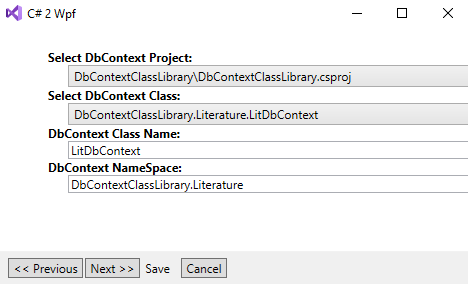 C# 2 Wpf
Select DbContext Project:
DbContextClassLibrary\DbContextClassLibrary.csproj
Select DbContext Class:
DbContextClassLibrary.Literature.LitDbContext
DbContext Class Name:
LitDbContext
DbContext NameSpace:
DbContextClassLibrary.Literature
<< Previous Next >> Save Cancel